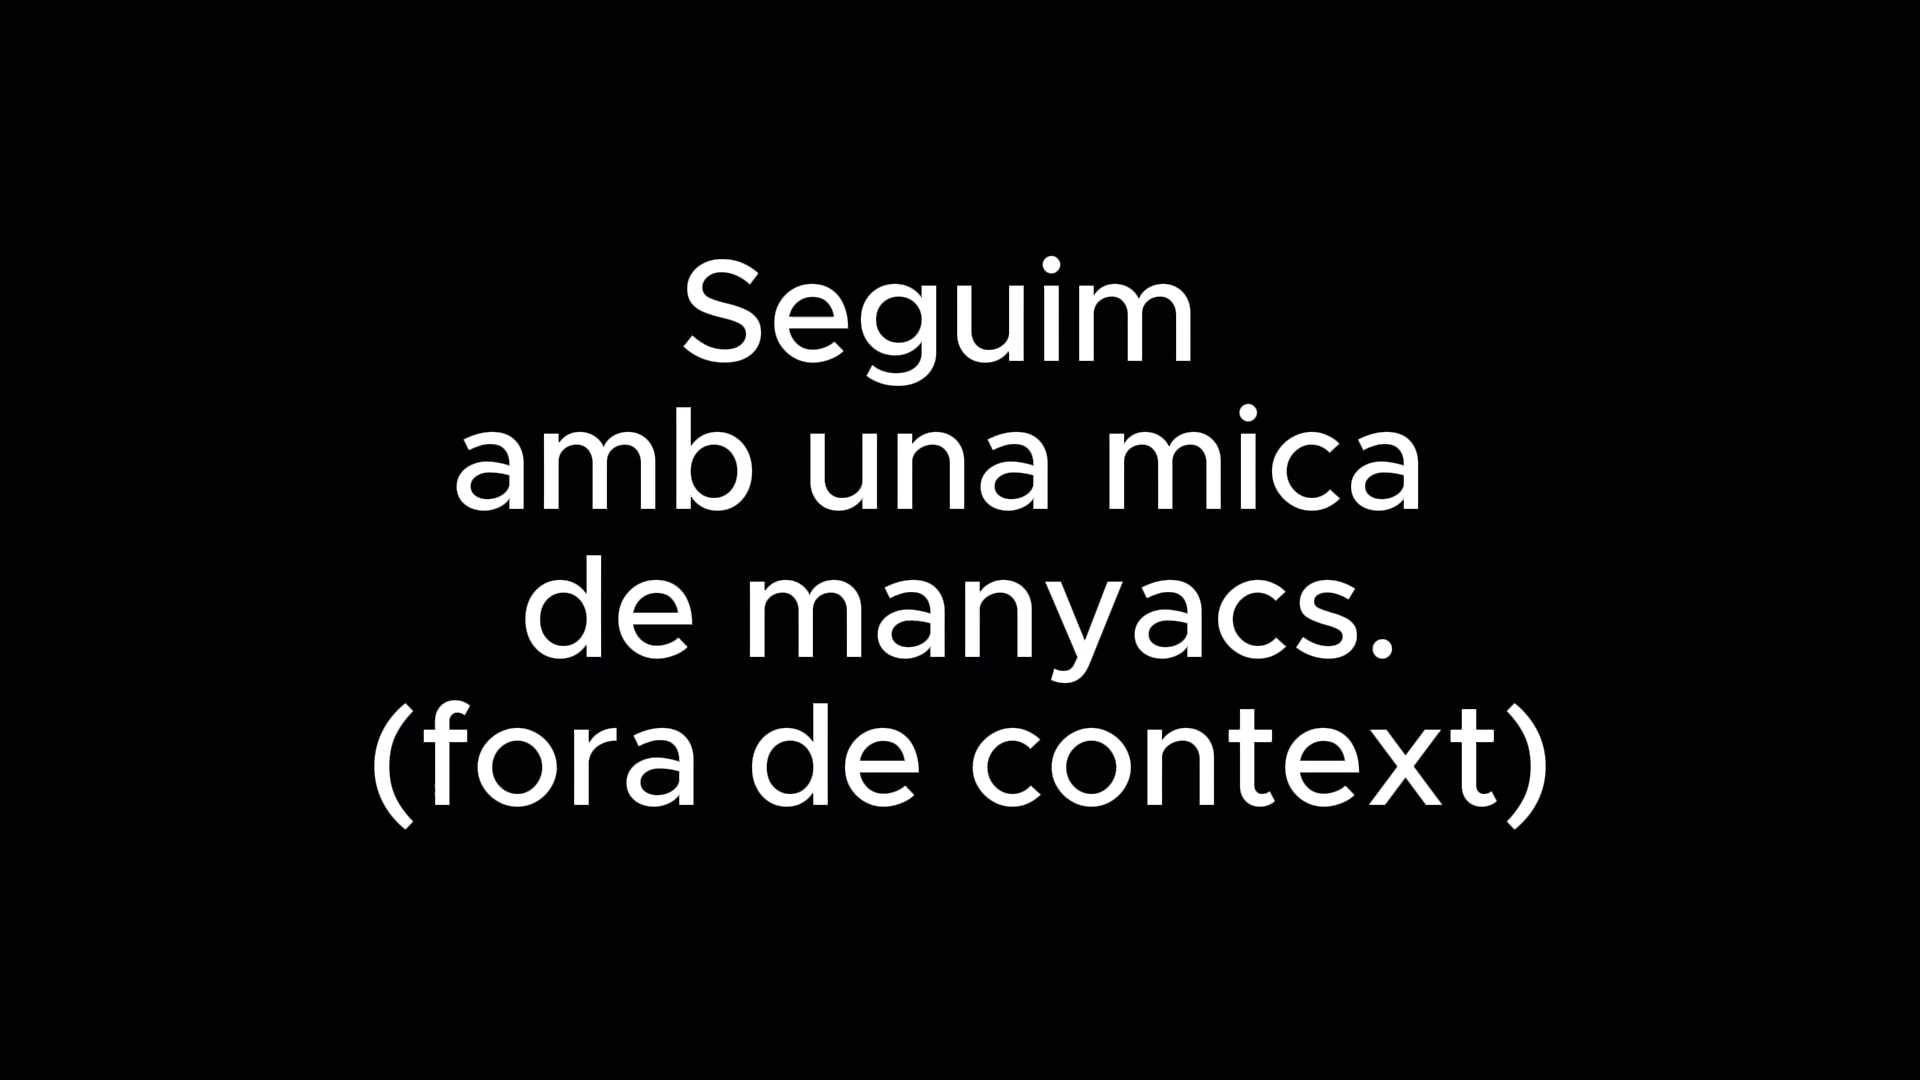 Seguim
amb una mica
de manyacs.
(fora de context)